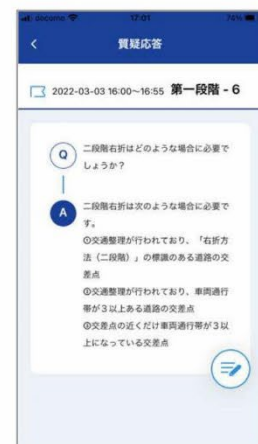 docomo 17:01 74%
質疑応答
2022-03-03 16:00~16:55 第一段階 - 6
Q 二段階右折はどのような場合に必要で
しょうか？
A 二段階右折は次のような場合に必要で
す。
①交通整理が行われており、「右折方
法（二段階）」の標識のある道路の交
差点
②交通整理が行われており、車両通行
帯が３以上ある道路の交差点
③交差点の近くだけ車両通行帯が３以
上になっている交差点